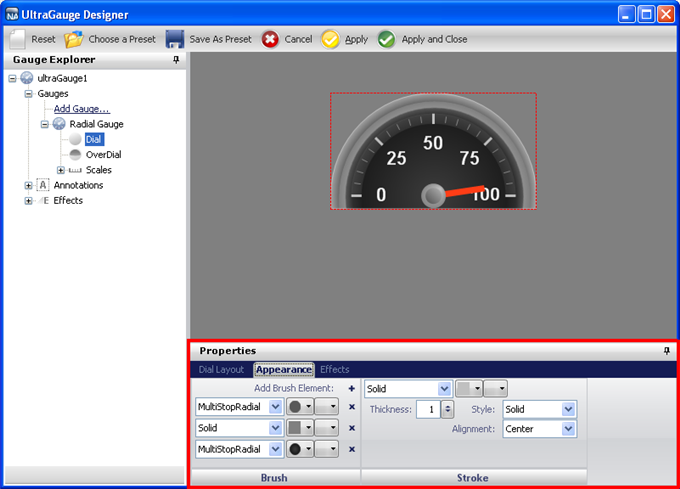 UltraGauge Designer
Reset Choose a Preset Save As Preset Cancel Apply Apply and Close
Gauge Explorer
ultraGauge1
Gauges
Add Gauge...
Radial Gauge
Dial
OverDial
Scales
A Annotations
E Effects
50
25 75
0 100
Properties
Dial Layout Appearance Effects
Add Brush Element:
MultiStopRadial
Solid
MultiStopRadial
Brush
Solid
Thickness: 1 Style: Solid
Alignment: Center
Stroke